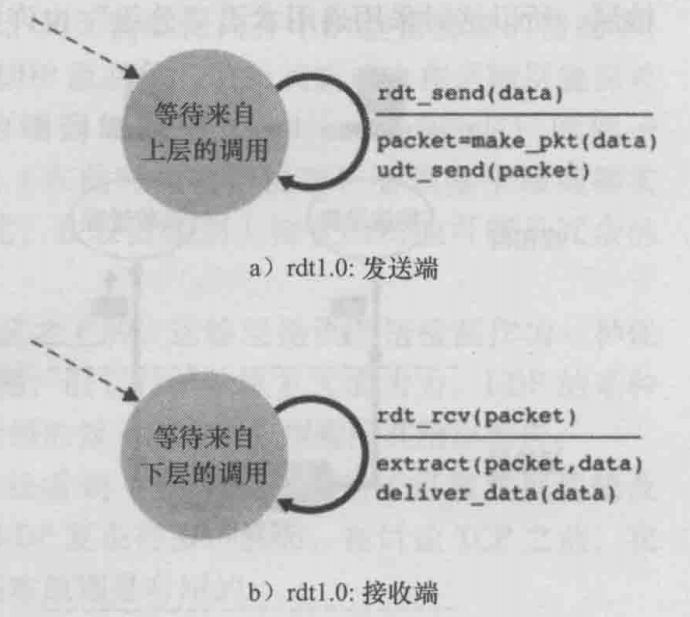 等待来自
上层的调用
rdt_send(data)
packet=make_pkt(data)
udt_send(packet)
a）rdt1.0: 发送端
等待来自
下层的调用
rdt_rcv(packet)
extract(packet,data)
deliver_data(data)
b）rdt1.0: 接收端